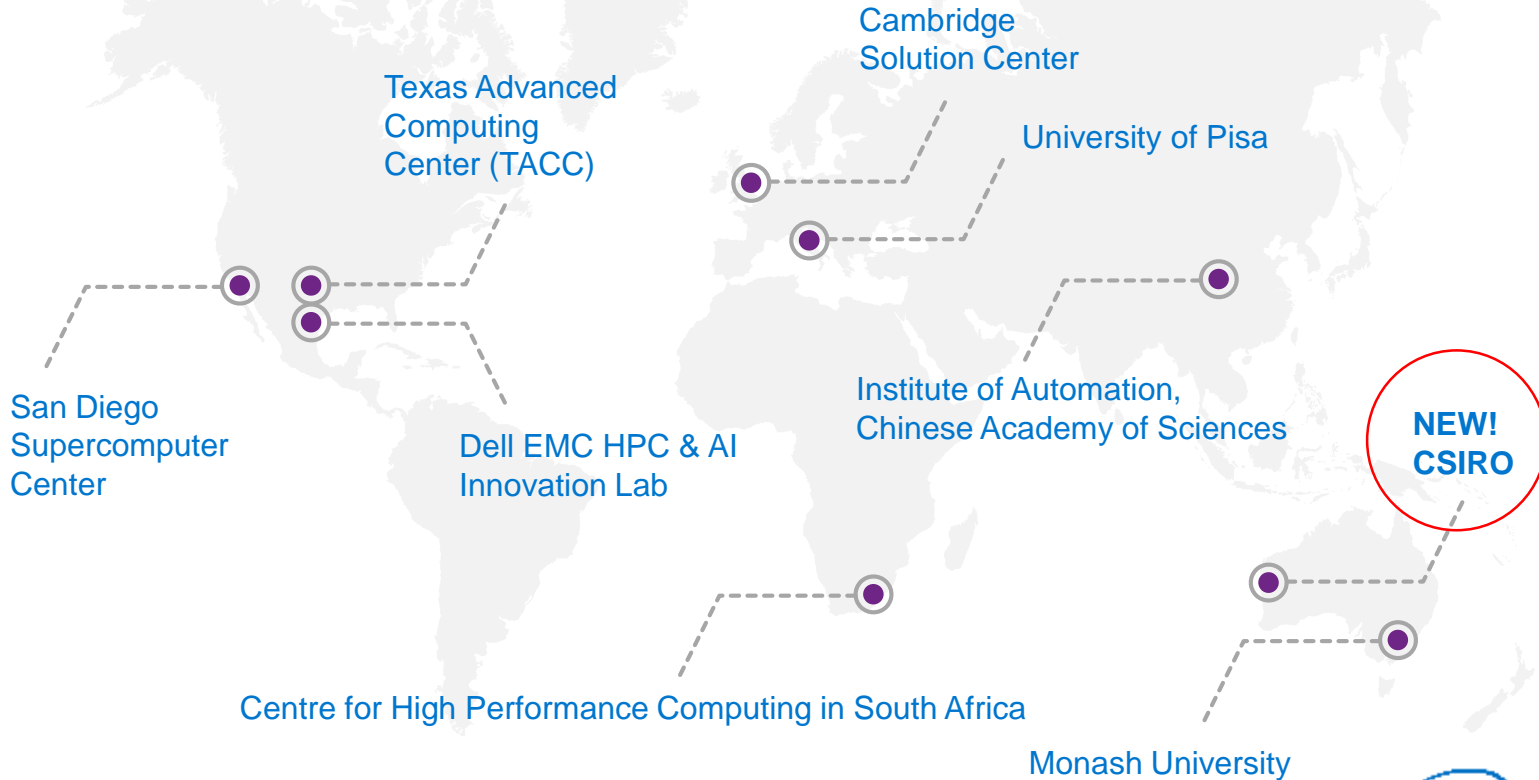 Cambridge
Solution Center
Texas Advanced
Computing
Center (TACC)
University of Pisa
San Diego
Supercomputer
Center
Dell EMC HPC & AI
Innovation Lab
Institute of Automation,
Chinese Academy of Sciences
NEW!
CSIRO
Centre for High Performance Computing in South Africa
Monash University